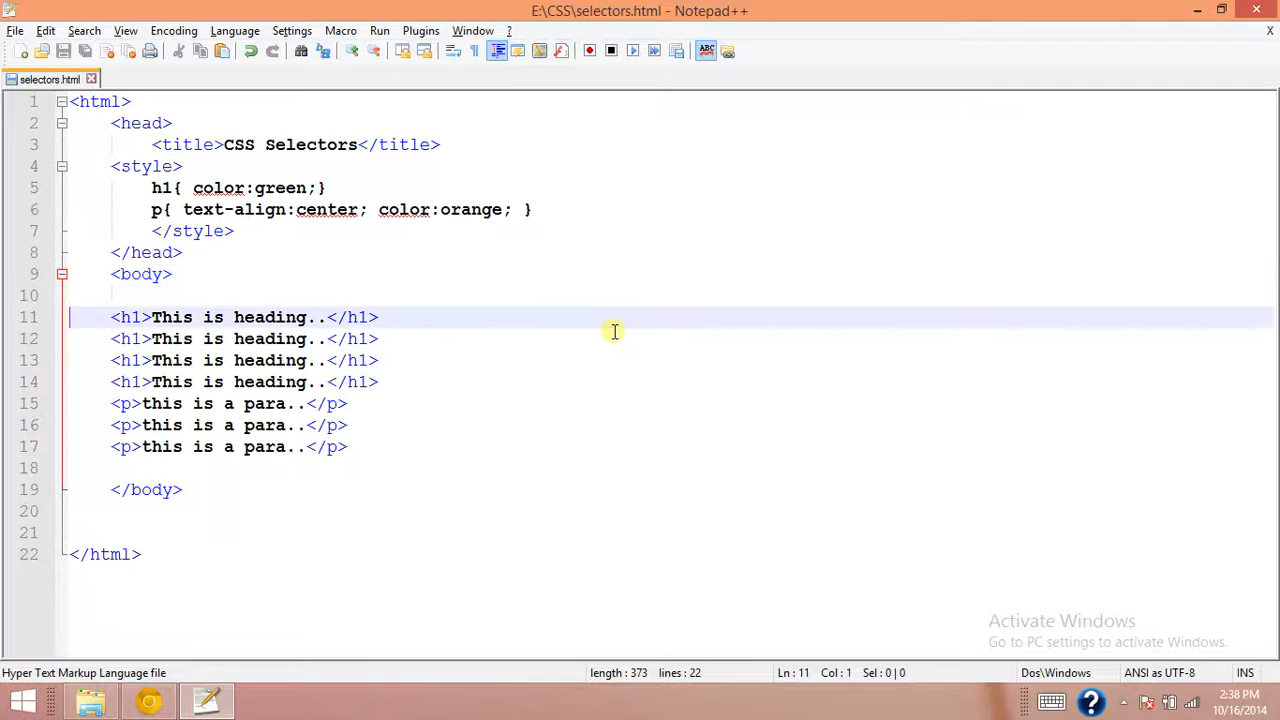 E:\CSS\selectors.html - Notepad++
File Edit Search View Encoding Language Settings Macro Run Plugins Window ? X
ABC
selectors.html
1 <html>
2 <head>
3 <title>CSS Selectors</title>
4 <style>
5 h1{ color:green;}
6 p{ text-align:center; color:orange; }
7 </style>
8 </head>
9 <body>
10
11 <h1>This is heading..</h1>
12 <h1>This is heading..</h1>
13 <h1>This is heading..</h1>
14 <h1>This is heading..</h1>
15 <p>this is a para..</p>
16 <p>this is a para..</p>
17 <p>this is a para..</p>
18
19 </body>
20
21
22 </html>
Activate Windows
Go to PC settings to activate Windows.
Hyper Text Markup Language file length : 373 lines : 22 Ln : 11 Col : 1 Sel : 0 | 0 Dos\Windows ANSI as UTF-8 INS
2:38 PM
10/16/2014